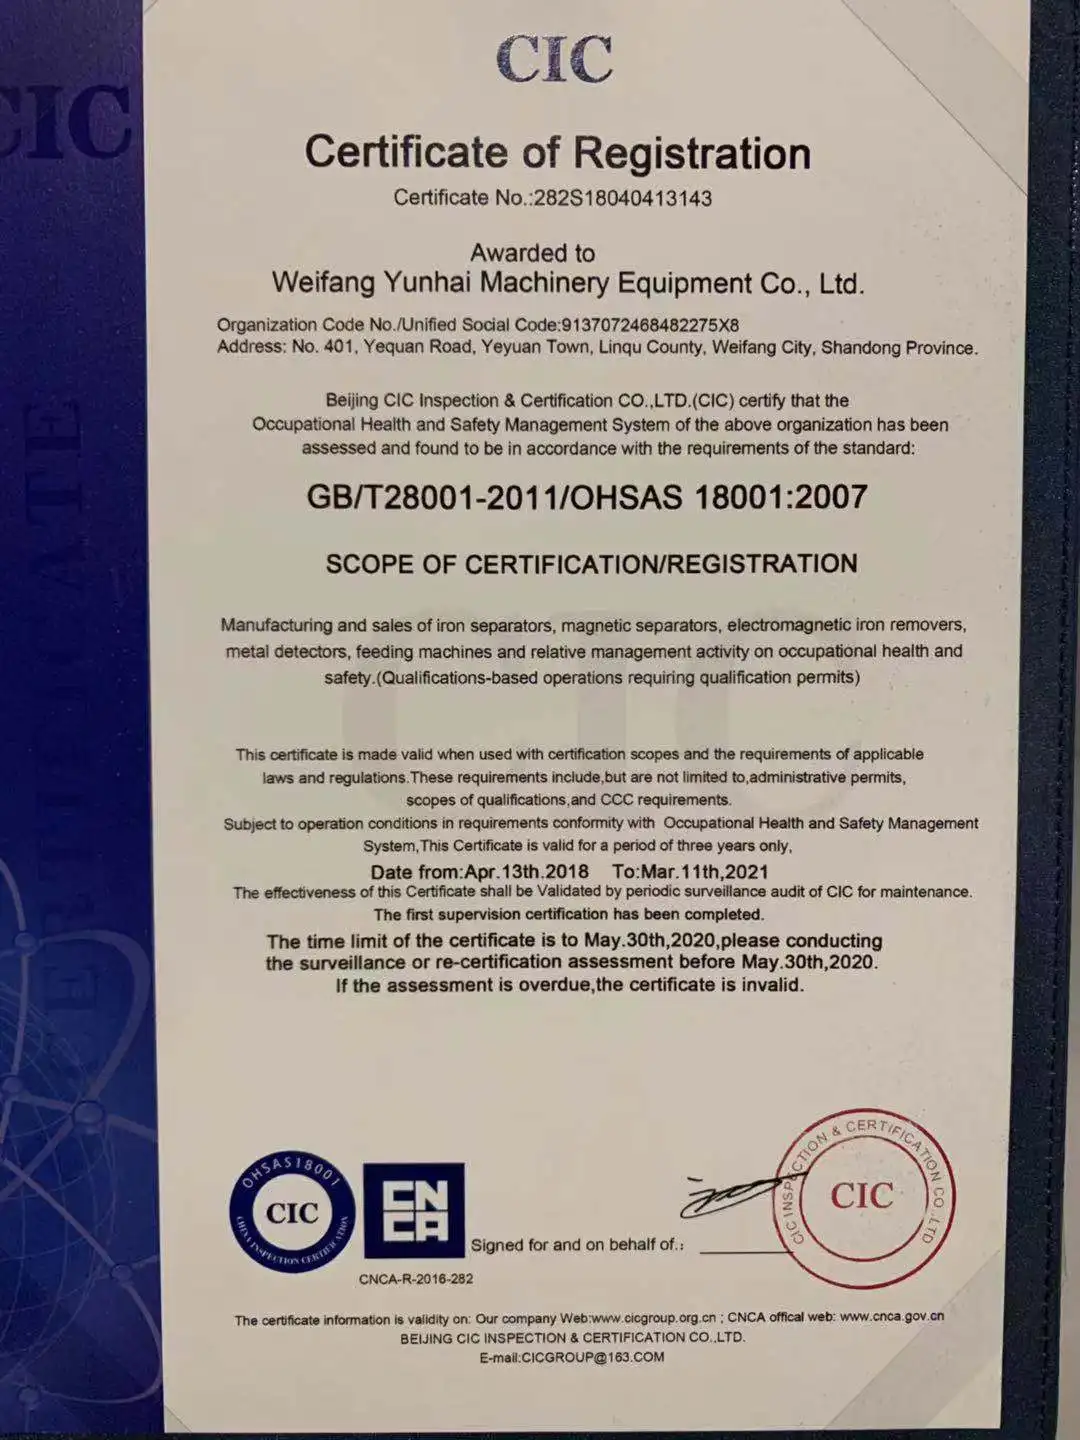 CIC
CIC
CERTIFICATE
Certificate of Registration
Certificate No.:282S18040413143
Awarded to
Weifang Yunhai Machinery Equipment Co., Ltd.
Organization Code No./Unified Social Code:9137072468482275X8
Address: No. 401, Yequan Road, Yeyuan Town, Linqu County, Weifang City, Shandong Province.
Beijing CIC Inspection & Certification CO.,LTD.(CIC) certify that the
Occupational Health and Safety Management System of the above organization has been
assessed and found to be in accordance with the requirements of the standard:
GB/T28001-2011/OHSAS 18001:2007
SCOPE OF CERTIFICATION/REGISTRATION
CIC
Manufacturing and sales of iron separators, magnetic separators, electromagnetic iron removers,
metal detectors, feeding machines and relative management activity on occupational health and
safety.(Qualifications-based operations requiring qualification permits)
This certificate is made valid when used with certification scopes and the requirements of applicable
laws and regulations.These requirements include,but are not limited to,administrative permits,
scopes of qualifications,and CCC requirements.
Subject to operation conditions in requirements conformity with Occupational Health and Safety Management
System,This Certificate is valid for a period of three years only,
Date from:Apr.13th.2018 To:Mar.11th,2021
The effectiveness of this Certificate shall be Validated by periodic surveillance audit of CIC for maintenance.
The first supervision certification has been completed.
The time limit of the certificate is to May.30th,2020,please conducting
the surveillance or re-certification assessment before May.30th,2020.
If the assessment is overdue,the certificate is invalid.
OHSAS18001
CIC
CHINA INSPECTION CERTIFICATION
CNCA
CNCA-R-2016-282
Signed for and on behalf of.:
CIC INSPECTION & CERTIFICATION CO.,LTD
CIC
The certificate information is validity on: Our company Web:www.cicgroup.org.cn ; CNCA offical web: www.cnca.gov.cn
BEIJING CIC INSPECTION & CERTIFICATION CO.,LTD.
E-mail:CICGROUP@163.COM